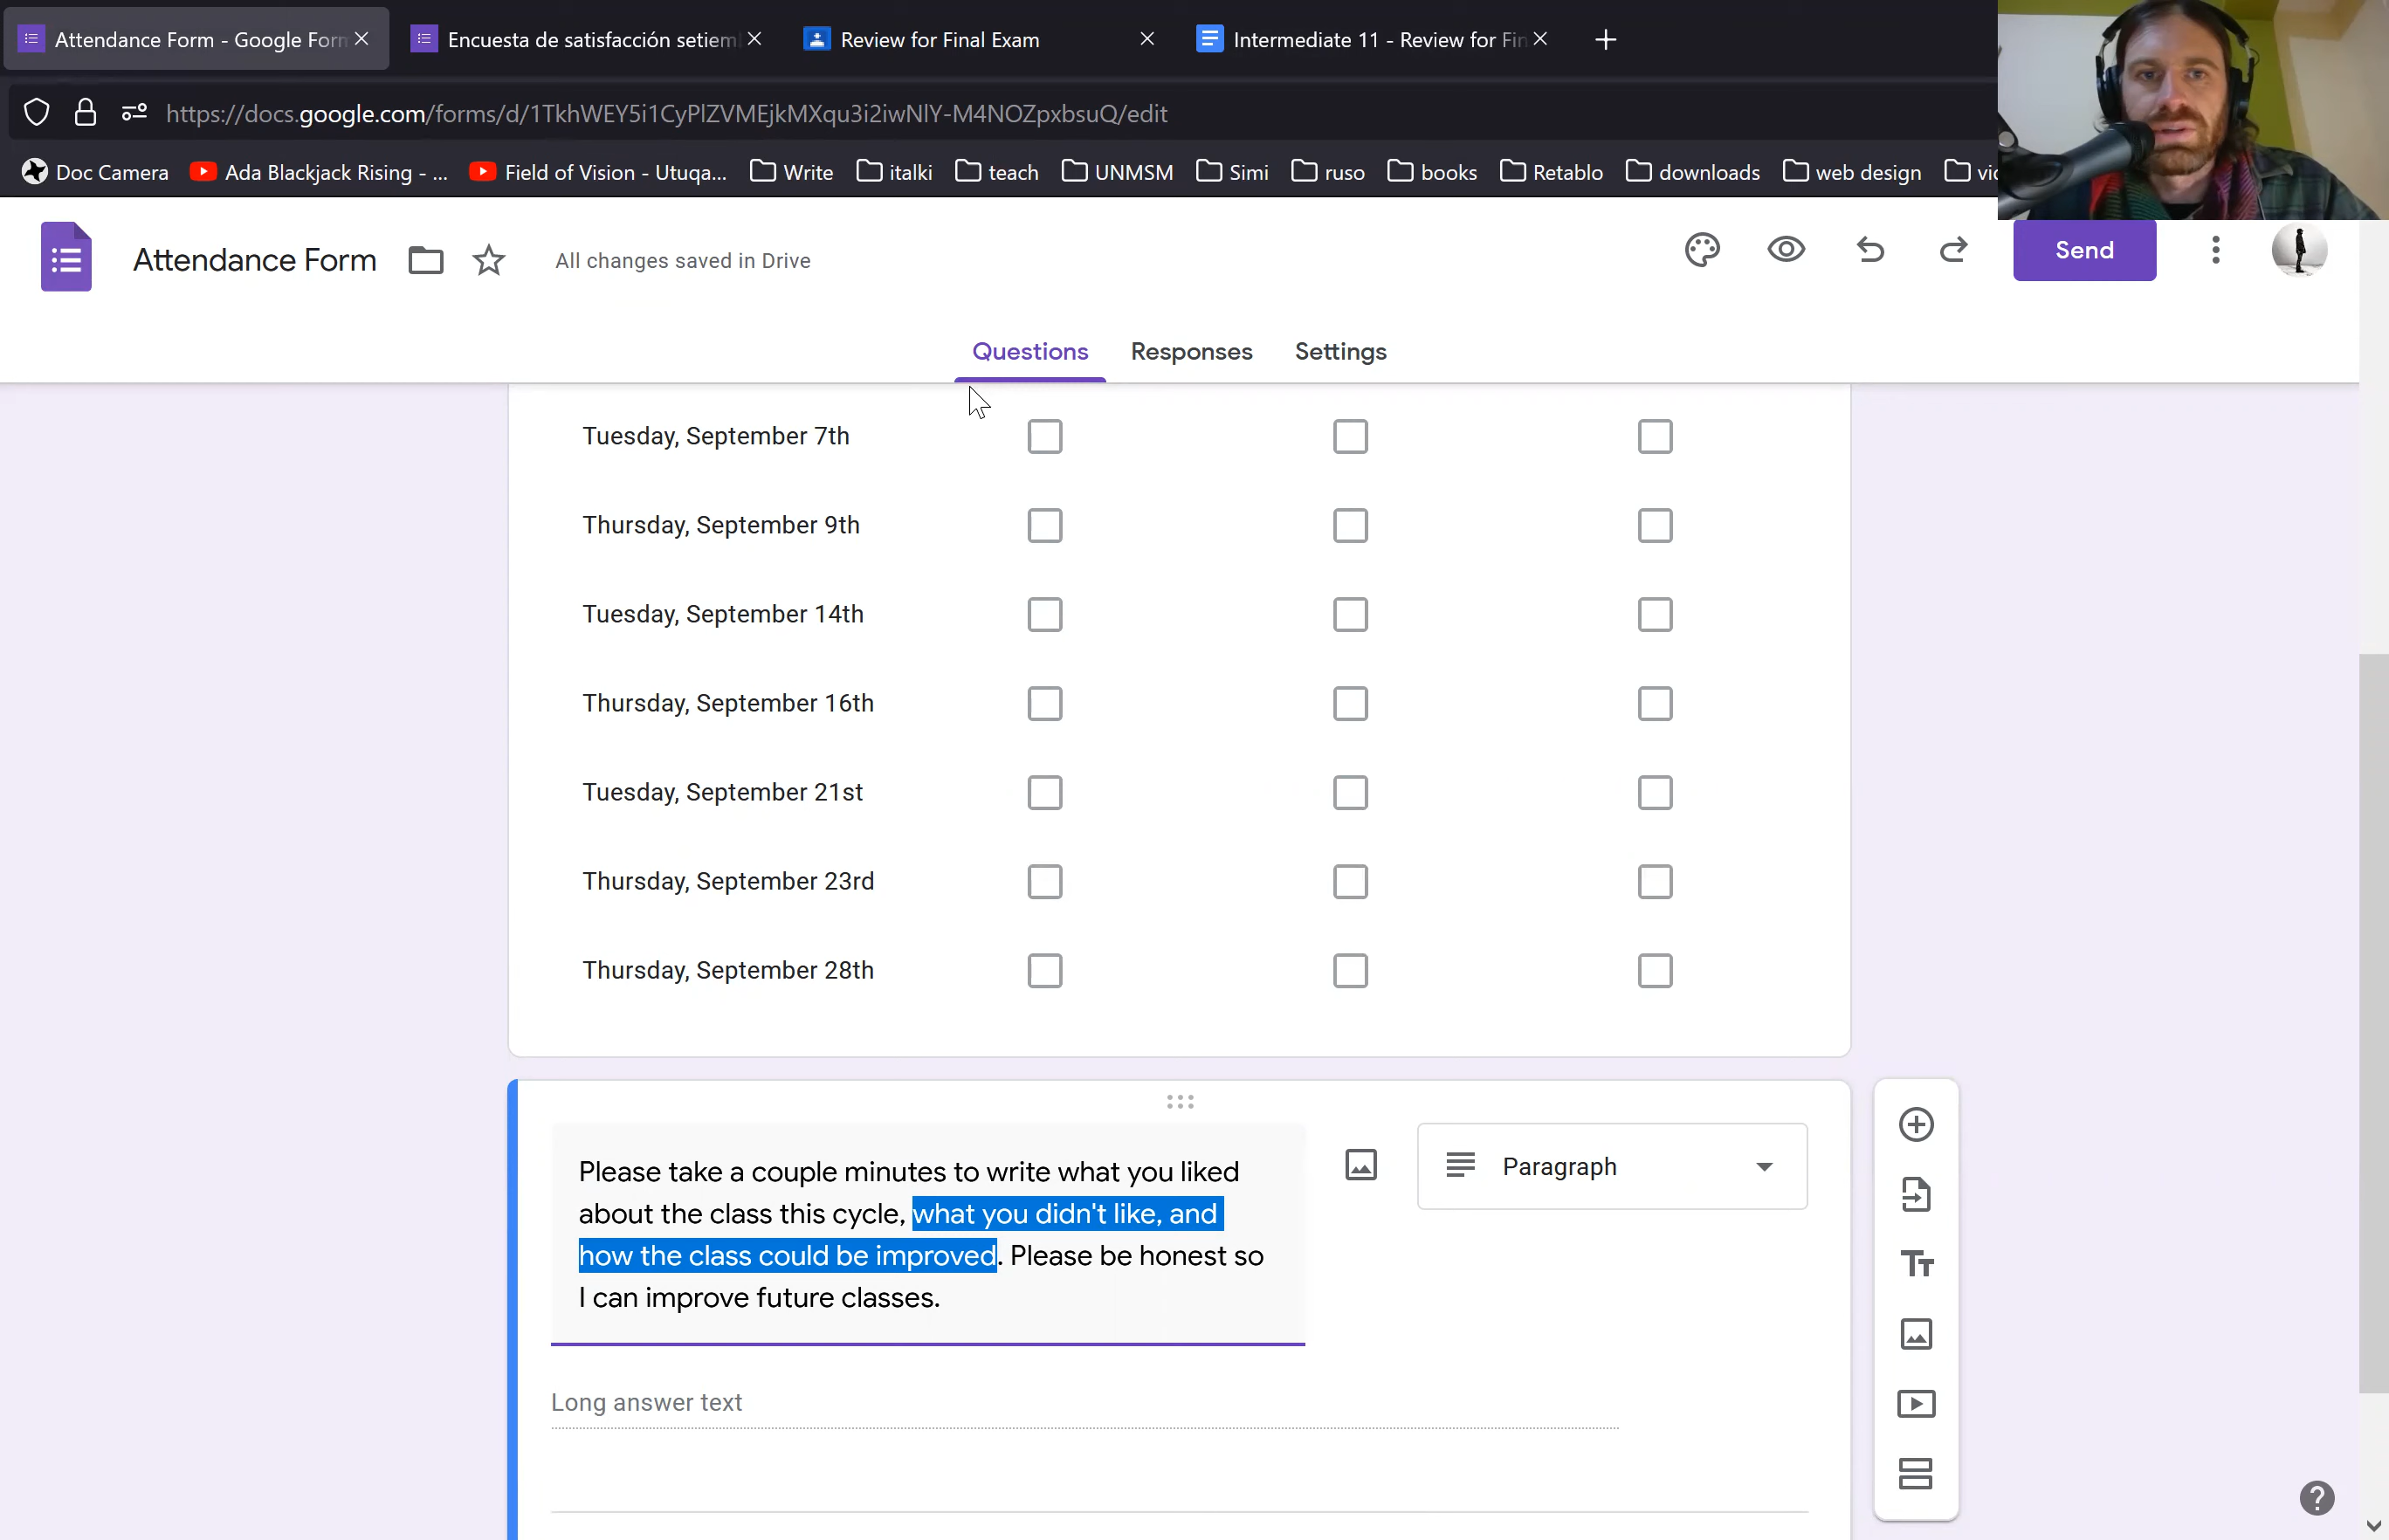 Attendance Form - Google Form
Encuesta de satisfacción setiem
Review for Final Exam
Intermediate 11 - Review for Fin
https://docs.google.com/forms/d/1TkhWEY5i1CyPlZVMEjkMXqu3i2iwNlY-M4NOZpxbsuQ/edit
Doc Camera
Ada Blackjack Rising - ...
Field of Vision - Utuqa...
Write
italki
teach
UNMSM
Simi
ruso
books
Retablo
downloads
web design
Attendance Form
All changes saved in Drive
Send
Questions
Responses
Settings
Tuesday, September 7th
Thursday, September 9th
Tuesday, September 14th
Thursday, September 16th
Tuesday, September 21st
Thursday, September 23rd
Thursday, September 28th
Please take a couple minutes to write what you liked
about the class this cycle, what you didn't like, and
how the class could be improved. Please be honest so
I can improve future classes.
Paragraph
Long answer text